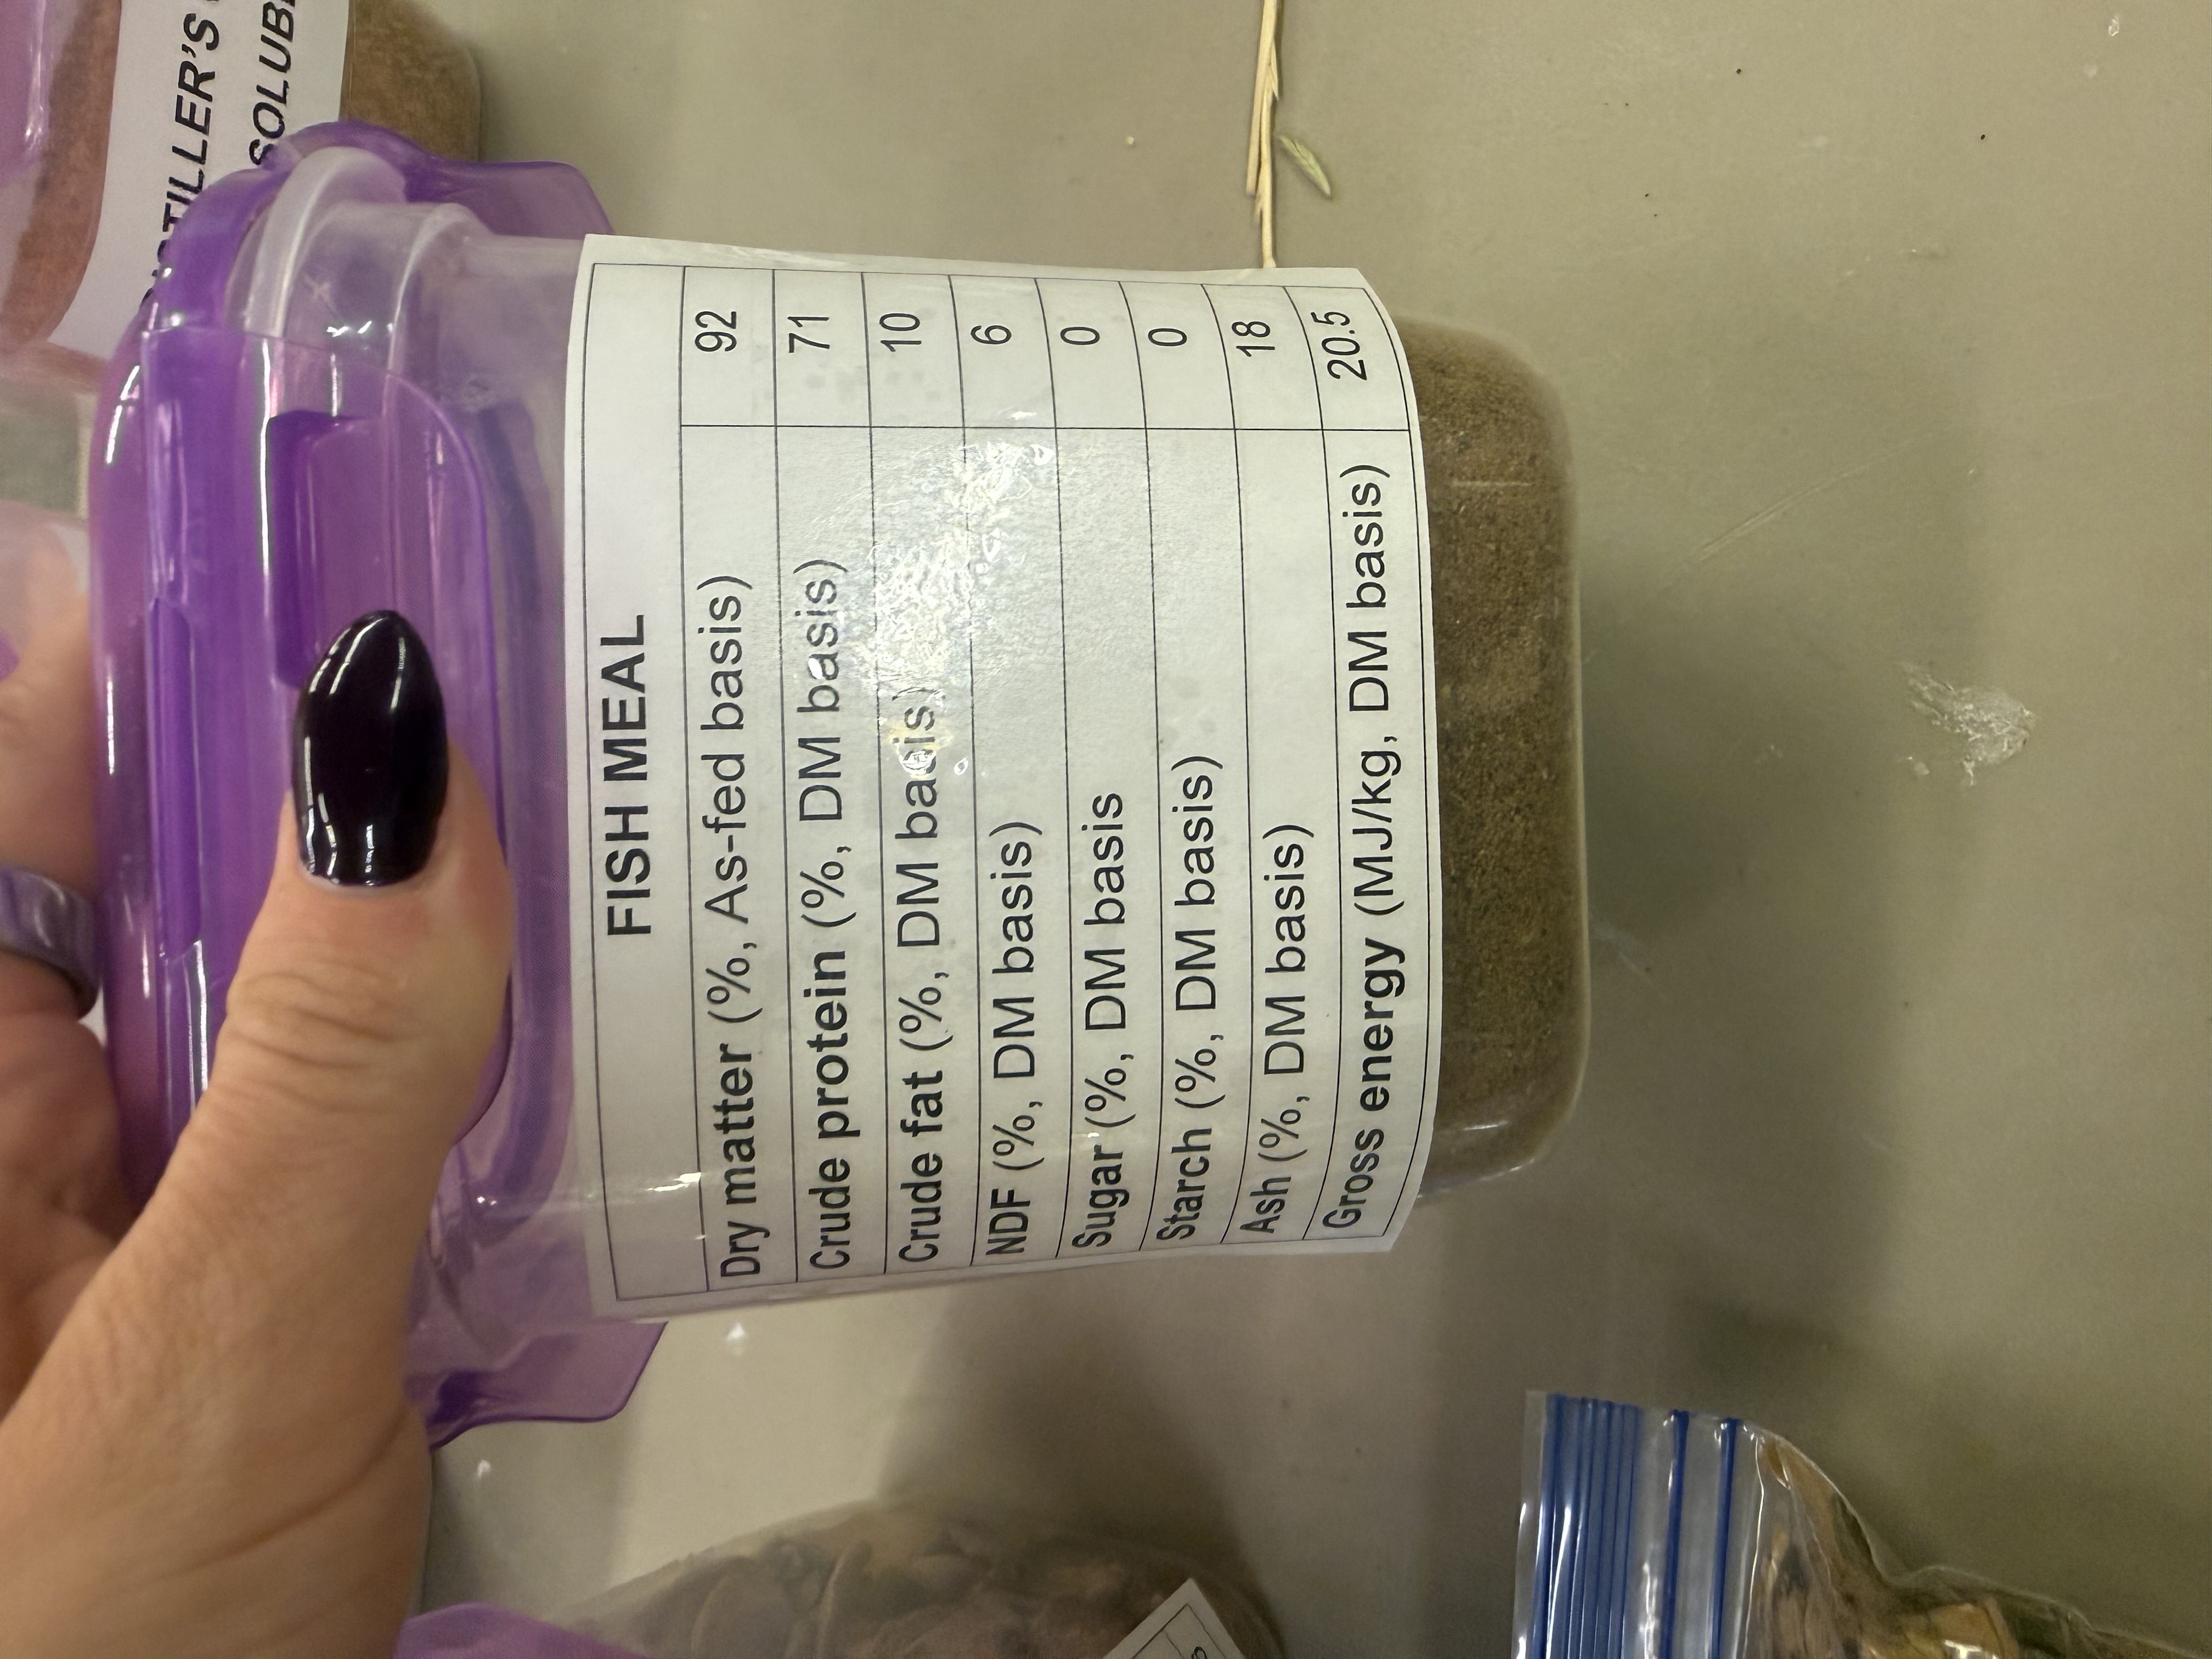 FISH MEAL
Dry matter (%, As-fed basis) 92
Crude protein (%, DM basis) 71
Crude fat (%, DM basis) 10
NDF (%, DM basis) 6
Sugar (%, DM basis 0
Starch (%, DM basis) 0
Ash (%, DM basis) 18
Gross energy (MJ/kg, DM basis) 20.5